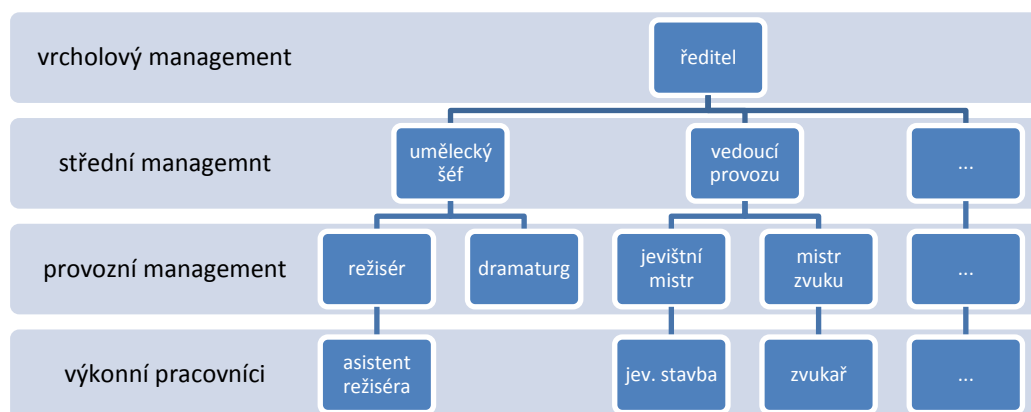 vrcholový management
ředitel
střední managemnt
umělecký
šéf
vedoucí
provozu
...
provozní management
režisér
dramaturg
jevištní
mistr
mistr
zvuku
...
výkonní pracovníci
asistent
režiséra
jev. stavba
zvukař
...